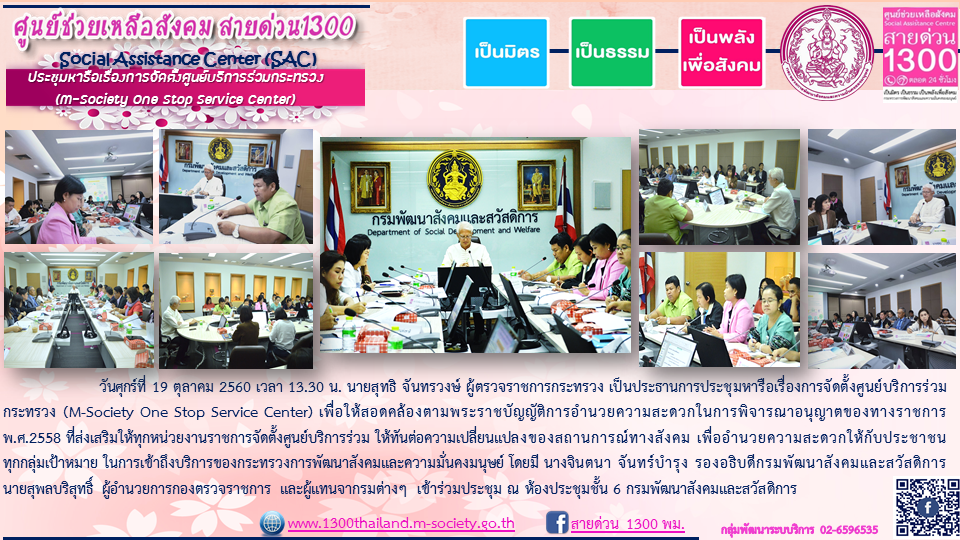 ศูนย์ช่วยเหลือสังคม สายด่วน1300
Social Assistance Center (SAC)
ประชุมหารือเรื่องการจัดตั้งศูนย์บริการร่วมกระทรวง
(M-Society One Stop Service Center)
เป็นมิตร
เป็นธรรม
เป็นพลัง
เพื่อสังคม
ศูนย์ช่วยเหลือสังคม
Social Assistance Center
สายด่วน
1300
ตลอด 24 ชั่วโมง
เป็นมิตร เป็นธรรม เป็นพลังเพื่อสังคม
กรมพัฒนาสังคมและสวัสดิการ
Department of Social Development and Welfare
วันศุกร์ที่ 19 ตุลาคม 2560 เวลา 13.30 น. นายสุทธิ จันทรวงษ์ ผู้ตรวจราชการกระทรวง เป็นประธานการประชุมหารือเรื่องการจัดตั้งศูนย์บริการร่วม
กระทรวง (M-Society One Stop Service Center) เพื่อให้สอดคล้องตามพระราชบัญญัติการอำนวยความสะดวกในการพิจารณาอนุญาตของทางราชการ
พ.ศ.2558 ที่ส่งเสริมให้ทุกหน่วยงานราชการจัดตั้งศูนย์บริการร่วม ให้ทันต่อความเปลี่ยนแปลงของสถานการณ์ทางสังคม เพื่ออำนวยความสะดวกให้กับประชาชน
ทุกกลุ่มเป้าหมาย ในการเข้าถึงบริการของกระทรวงการพัฒนาสังคมและความมั่นคงมนุษย์ โดยมี นางจินตนา จันทร์บำรุง รองอธิบดีกรมพัฒนาสังคมและสวัสดิการ
นายสุพลบริสุทธิ์ ผู้อำนวยการกองตรวจราชการ และผู้แทนจากรมต่างๆ เข้าร่วมประชุม ณ ห้องประชุมชั้น 6 กรมพัฒนาสังคมและสวัสดิการ
www.1300thailand.m-society.go.th
สายด่วน 1300 พม.
กลุ่มพัฒนาระบบบริการ 02-6596535